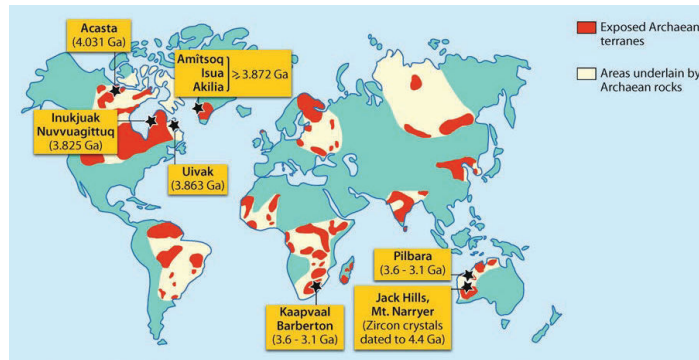 Acasta
(4.031 Ga)
Amîtsoq
Isua
Akilia
⩾ 3.872 Ga
Exposed Archaean
terranes
Areas underlain by
Archaean rocks
Inukjuak
Nuvvuagittuq
(3.825 Ga)
Uivak
(3.863 Ga)
Pilbara
(3.6 - 3.1 Ga)
Kaapvaal
Barberton
(3.6 - 3.1 Ga)
Jack Hills,
Mt. Narryer
(Zircon crystals
dated to 4.4 Ga)